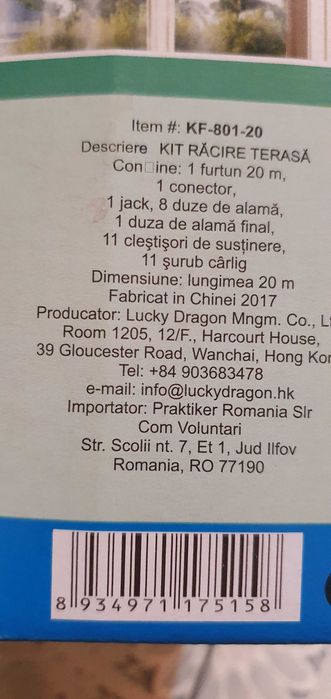 Item #: KF-801-20
Descriere KIT RĂCIRE TERASĂ
Con□ine: 1 furtun 20 m,
1 conector,
1 jack, 8 duze de alamă,
1 duza de alamă final,
11 cleştişori de susținere,
11 şurub cârlig
Dimensiune: lungimea 20 m
Fabricat in Chinei 2017
Producator: Lucky Dragon Mngm. Co., Lt
Room 1205, 12/F., Harcourt House,
39 Gloucester Road, Wanchai, Hong Kon
Tel: +84 903683478
e-mail: info@luckydragon.hk
Importator: Praktiker Romania Slr
Com Voluntari
Str. Scolii nt. 7, Et 1, Jud Ilfov
Romania, RO 77190
8 934971 175158